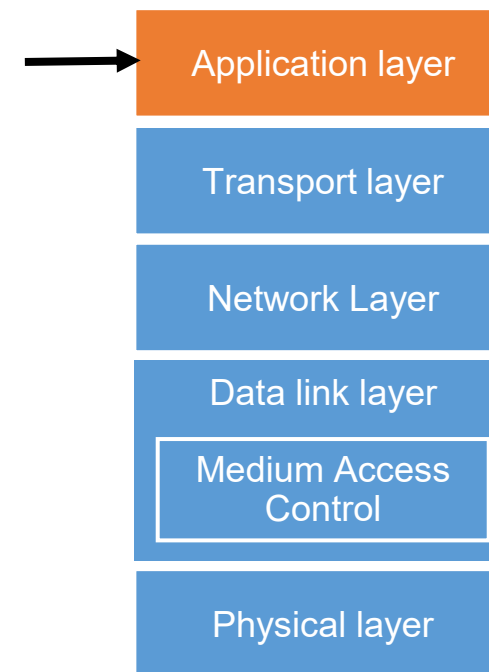 Application layer
Transport layer
Network Layer
Data link layer
Medium Access
Control
Physical layer